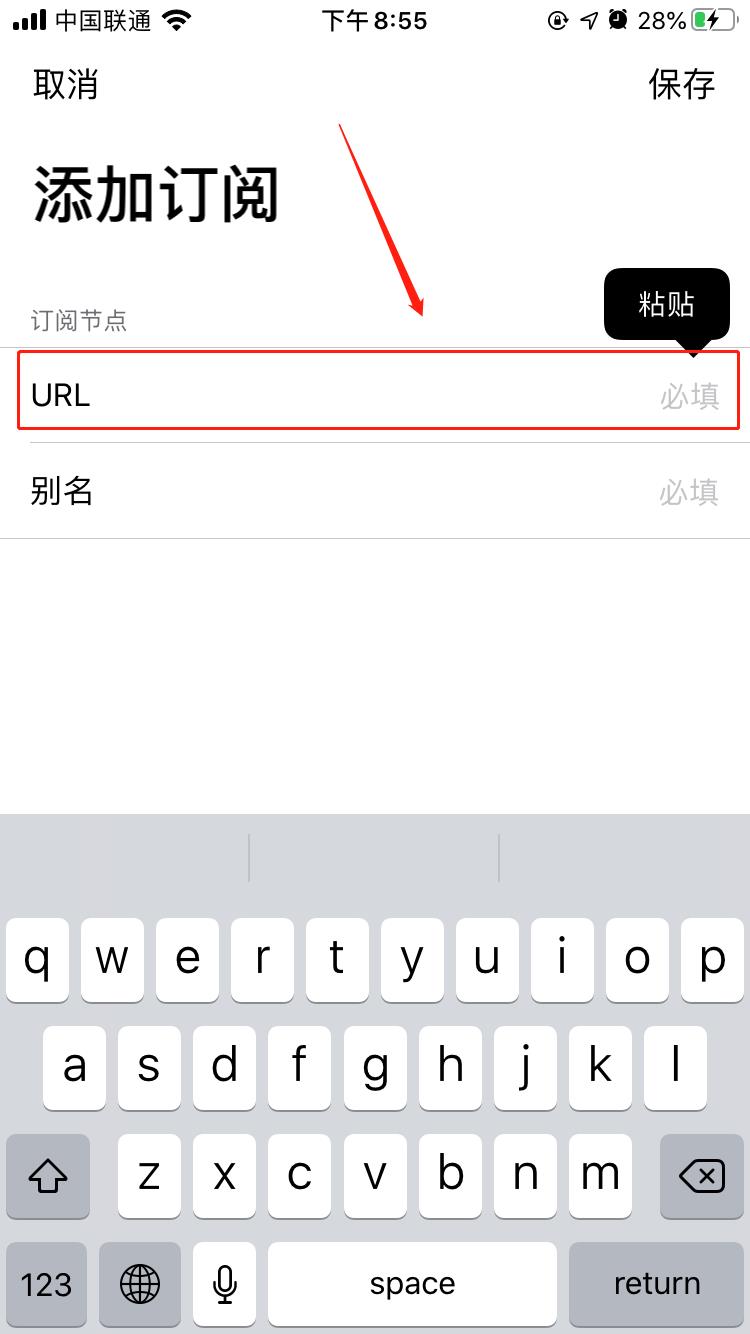 中国联通 下午8:55 28%
取消 保存
添加订阅
粘贴
订阅节点
URL 必填
别名 必填
q w e r t y u i o p
a s d f g h j k l
z x c v b n m
123 space return